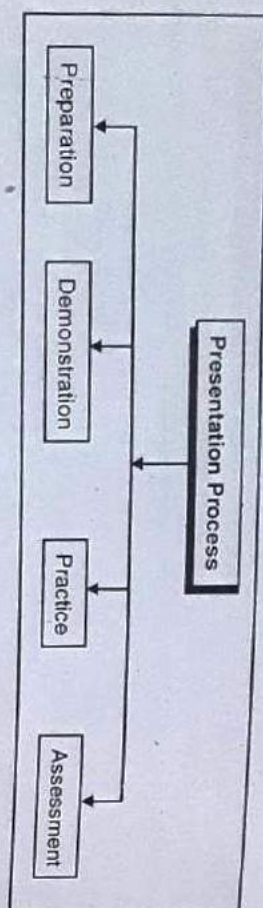 Presentation Process
Preparation
Demonstration
Practice
Assessment